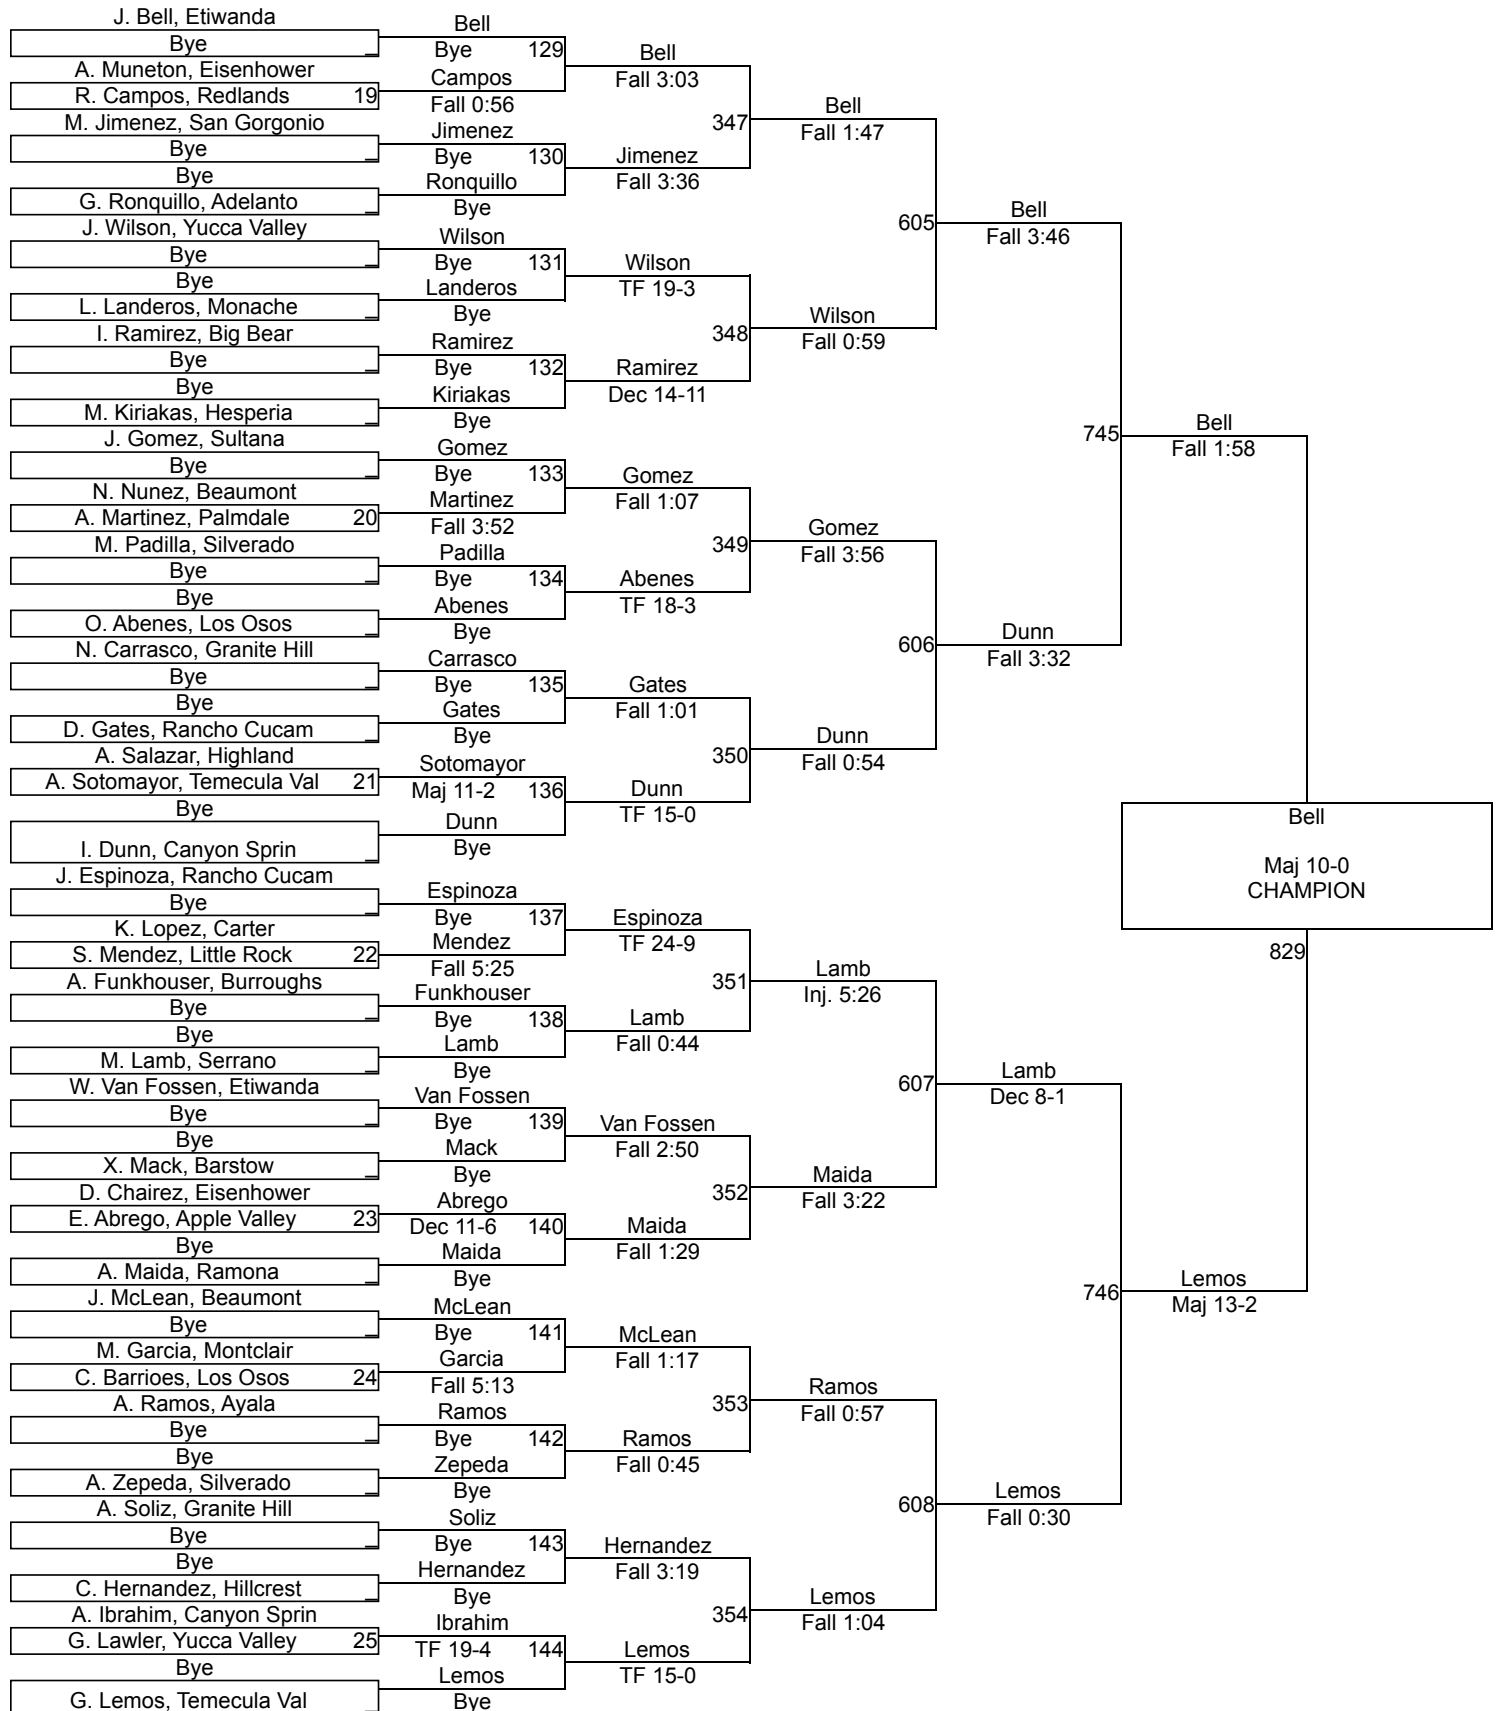 J. Bell, Etiwanda
Bye _
A. Muneton, Eisenhower
R. Campos, Redlands 19
M. Jimenez, San Gorgonio
Bye _
Bye
G. Ronquillo, Adelanto _
J. Wilson, Yucca Valley
Bye _
Bye
L. Landeros, Monache _
I. Ramirez, Big Bear
Bye _
Bye
M. Kiriakas, Hesperia _
J. Gomez, Sultana
Bye _
N. Nunez, Beaumont
A. Martinez, Palmdale 20
M. Padilla, Silverado
Bye _
Bye
O. Abenes, Los Osos _
N. Carrasco, Granite Hill
Bye _
Bye
D. Gates, Rancho Cucam _
A. Salazar, Highland
A. Sotomayor, Temecula Val 21
Bye
I. Dunn, Canyon Sprin _
J. Espinoza, Rancho Cucam
Bye _
K. Lopez, Carter
S. Mendez, Little Rock 22
A. Funkhouser, Burroughs
Bye _
Bye
M. Lamb, Serrano _
W. Van Fossen, Etiwanda
Bye _
Bye
X. Mack, Barstow _
D. Chairez, Eisenhower
E. Abrego, Apple Valley 23
Bye
A. Maida, Ramona _
J. McLean, Beaumont
Bye _
M. Garcia, Montclair
C. Barrioes, Los Osos 24
A. Ramos, Ayala
Bye _
Bye
A. Zepeda, Silverado _
A. Soliz, Granite Hill
Bye _
Bye
C. Hernandez, Hillcrest _
A. Ibrahim, Canyon Sprin
G. Lawler, Yucca Valley 25
Bye
G. Lemos, Temecula Val _
Bell
Bye 129
Campos
Fall 0:56
Jimenez
Bye 130
Ronquillo
Bye
Wilson
Bye 131
Landeros
Bye
Ramirez
Bye 132
Kiriakas
Bye
Gomez
Bye 133
Martinez
Fall 3:52
Padilla
Bye 134
Abenes
Bye
Carrasco
Bye 135
Gates
Bye
Sotomayor
Maj 11-2 136
Dunn
Bye
Espinoza
Bye 137
Mendez
Fall 5:25
Funkhouser
Bye 138
Lamb
Bye
Van Fossen
Bye 139
Mack
Bye
Abrego
Dec 11-6 140
Maida
Bye
McLean
Bye 141
Garcia
Fall 5:13
Ramos
Bye 142
Zepeda
Bye
Soliz
Bye 143
Hernandez
Bye
Ibrahim
TF 19-4 144
Lemos
Bye
Bell
Fall 3:03
347
Jimenez
Fall 3:36
Wilson
TF 19-3
348
Ramirez
Dec 14-11
Gomez
Fall 1:07
349
Abenes
TF 18-3
Gates
Fall 1:01
350
Dunn
TF 15-0
Espinoza
TF 24-9
351
Lamb
Fall 0:44
Van Fossen
Fall 2:50
352
Maida
Fall 1:29
McLean
Fall 1:17
353
Ramos
Fall 0:45
Hernandez
Fall 3:19
354
Lemos
TF 15-0
Bell
Fall 1:47
605
Wilson
Fall 0:59
Gomez
Fall 3:56
606
Dunn
Fall 0:54
Lamb
Inj. 5:26
607
Maida
Fall 3:22
Ramos
Fall 0:57
608
Lemos
Fall 1:04
Bell
Fall 3:46
745
Dunn
Fall 3:32
Lamb
Dec 8-1
746
Lemos
Fall 0:30
Bell
Fall 1:58
Bell
Maj 10-0
CHAMPION
829
Lemos
Maj 13-2